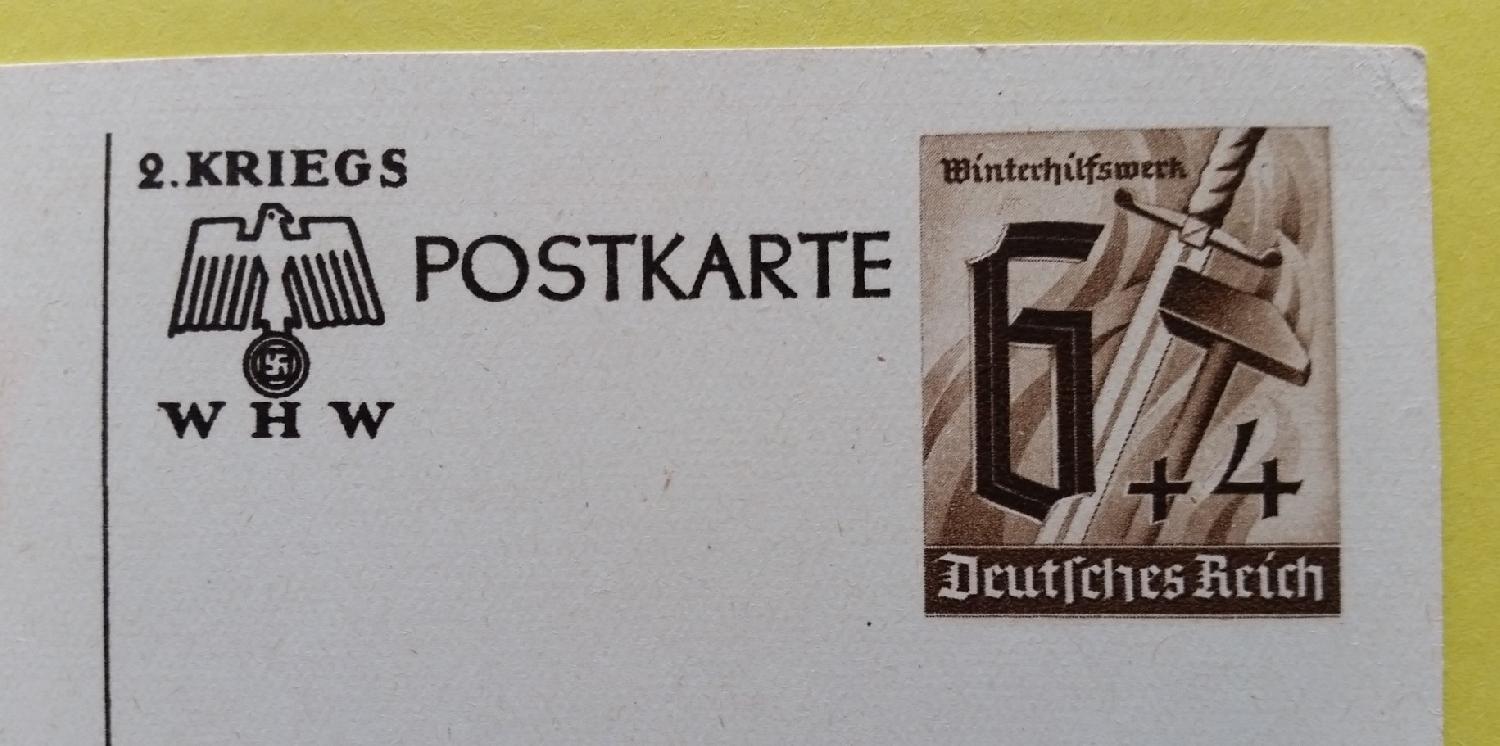 2.KRIEGS
WHW
POSTKARTE
Winterhilfswerk
6
+4
Deutsches Reich